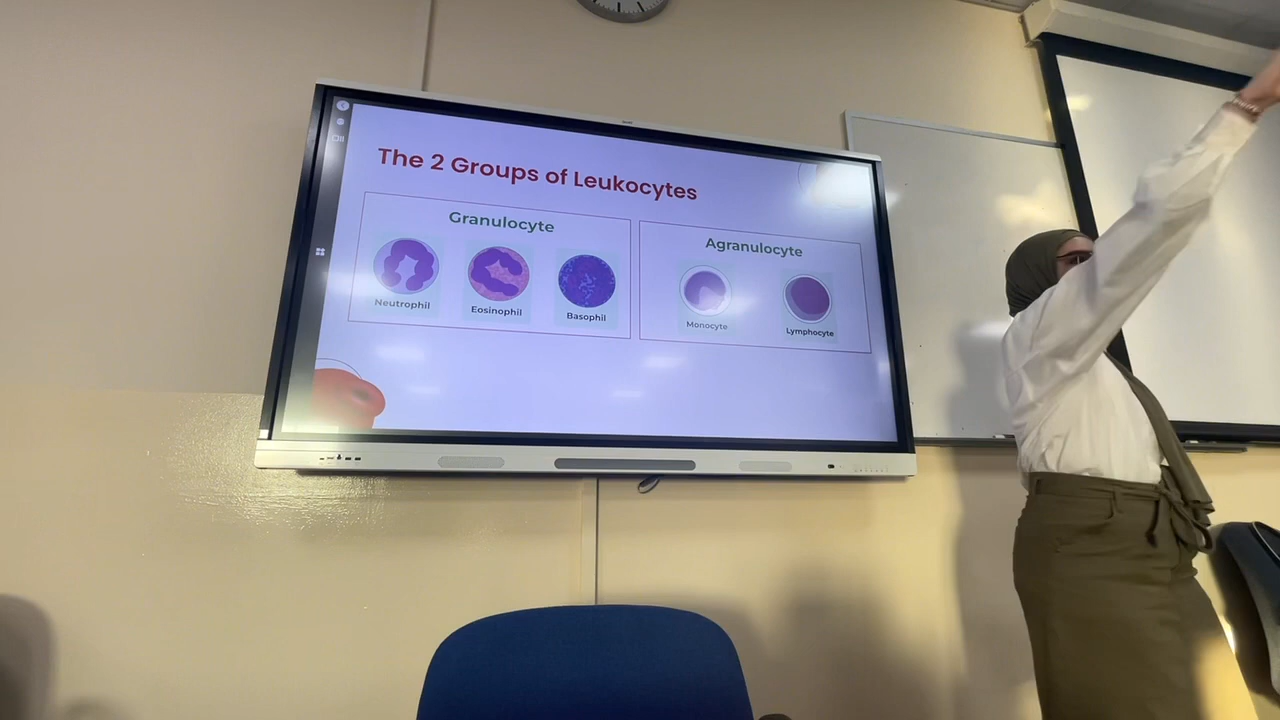 The 2 Groups of Leukocytes
Granulocyte
Neutrophil
Eosinophil
Basophil
Agranulocyte
Monocyte
Lymphocyte